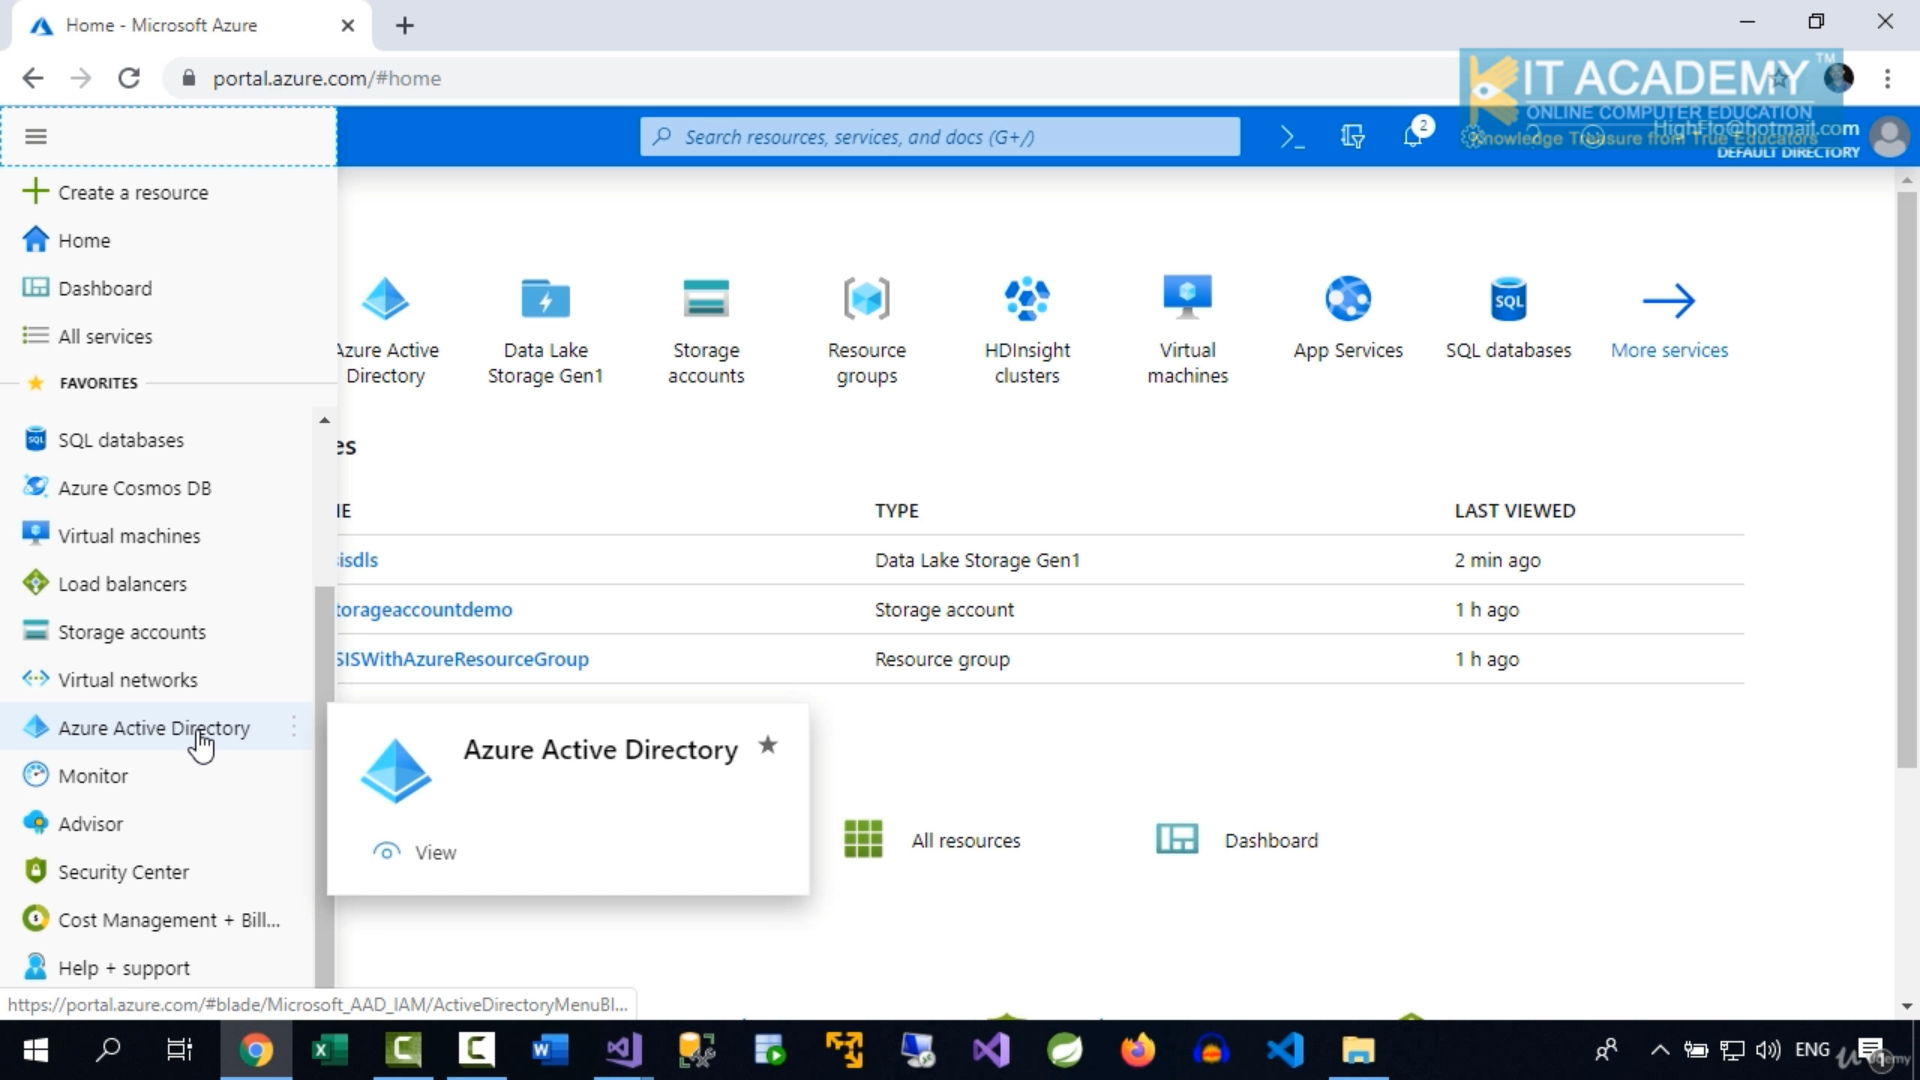 Home - Microsoft Azure
portal.azure.com/#home
IT ACADEMY™
ONLINE COMPUTER EDUCATION
Knowledge Treasure from True Educators
Search resources, services, and docs (G+/)
2
HighFlo@hotmail.com
DEFAULT DIRECTORY
Create a resource
Home
Dashboard
All services
FAVORITES
SQL databases
Azure Cosmos DB
Virtual machines
Load balancers
Storage accounts
Virtual networks
Azure Active Directory
Monitor
Advisor
Security Center
Cost Management + Bill...
Help + support
Azure Active
Directory
Data Lake
Storage Gen1
Storage
accounts
Resource
groups
HDInsight
clusters
Virtual
machines
App Services
SQL
SQL databases
More services
es
TYPE
LAST VIEWED
isdls
Data Lake Storage Gen1
2 min ago
torageaccountdemo
Storage account
1 h ago
SISWithAzureResourceGroup
Resource group
1 h ago
Azure Active Directory
View
All resources
Dashboard
https://portal.azure.com/#blade/Microsoft_AAD_IAM/ActiveDirectoryMenuBl...
ENG